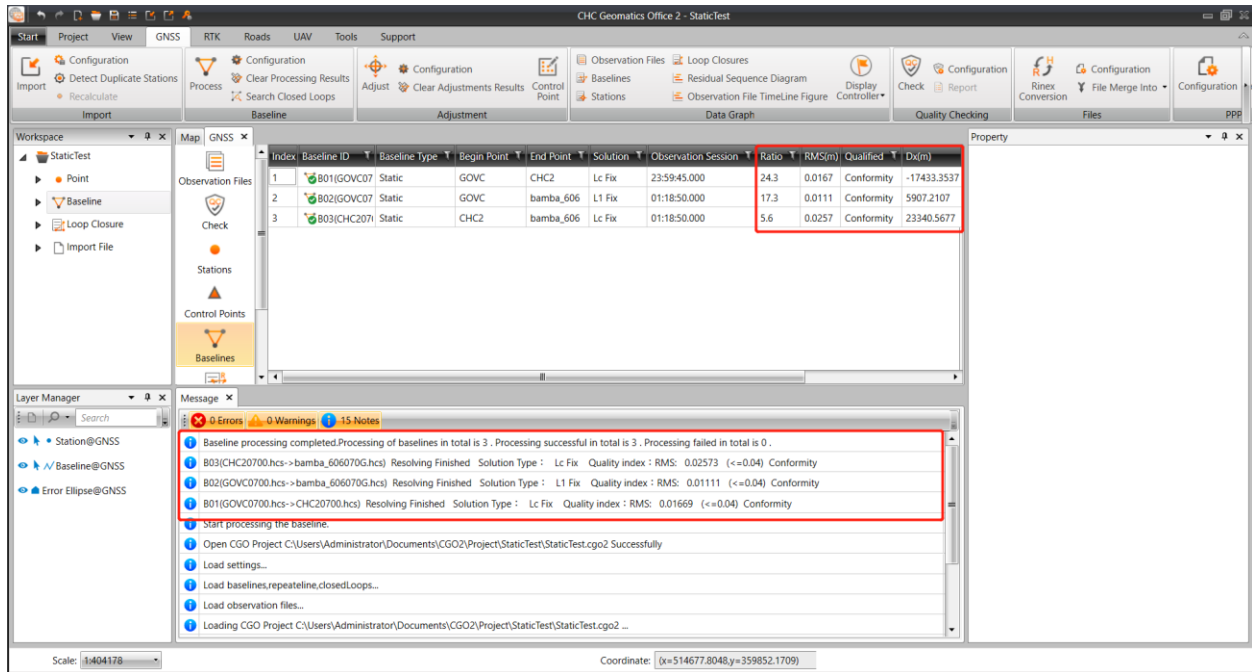 CHC Geomatics Office 2 - StaticTest
Start Project View GNSS RTK Roads UAV Tools Support
Import
Configuration
Detect Duplicate Stations
Recalculate
Import
Process
Configuration
Clear Processing Results
Search Closed Loops
Baseline
Adjust
Configuration
Clear Adjustments Results
Control Point
Adjustment
Observation Files
Baselines
Stations
Loop Closures
Residual Sequence Diagram
Observation File TimeLine Figure
Display Controller
Data Graph
Check
Configuration
Report
Quality Checking
Rinex Conversion
Configuration
File Merge Into
Files
Configuration
PPP
Workspace
StaticTest
Point
Baseline
Loop Closure
Import File
Map GNSS
Observation Files
Check
Stations
Control Points
Baselines
Index Baseline ID Baseline Type Begin Point End Point Solution Observation Session Ratio RMS(m) Qualified Dx(m)
1 B01(GOVC07 Static GOVC CHC2 Lc Fix 23:59:45.000 24.3 0.0167 Conformity -17433.3537
2 B02(GOVC07 Static GOVC bamba_606 L1 Fix 01:18:50.000 17.3 0.0111 Conformity 5907.2107
3 B03(CHC207( Static CHC2 bamba_606 Lc Fix 01:18:50.000 5.6 0.0257 Conformity 23340.5677
Property
Layer Manager
Search
Station@GNSS
Baseline@GNSS
Error Ellipse@GNSS
Message
0 Errors 0 Warnings 15 Notes
Baseline processing completed.Processing of baselines in total is 3 . Processing successful in total is 3 . Processing failed in total is 0 .
B03(CHC20700.hcs->bamba_606070G.hcs) Resolving Finished Solution Type： Lc Fix Quality index：RMS: 0.02573 (<=0.04) Conformity
B02(GOVC0700.hcs->bamba_606070G.hcs) Resolving Finished Solution Type： L1 Fix Quality index：RMS: 0.01111 (<=0.04) Conformity
B01(GOVC0700.hcs->CHC20700.hcs) Resolving Finished Solution Type： Lc Fix Quality index：RMS: 0.01669 (<=0.04) Conformity
Start processing the baseline.
Open CGO Project C:\Users\Administrator\Documents\CGO2\Project\StaticTest\StaticTest.cgo2 Successfully
Load settings...
Load baselines,repeateline,closedLoops...
Load observation files...
Loading CGO Project C:\Users\Administrator\Documents\CGO2\Project\StaticTest\StaticTest.cgo2 ...
Scale: 1:404178
Coordinate: (x=514677.8048,y=359852.1709)